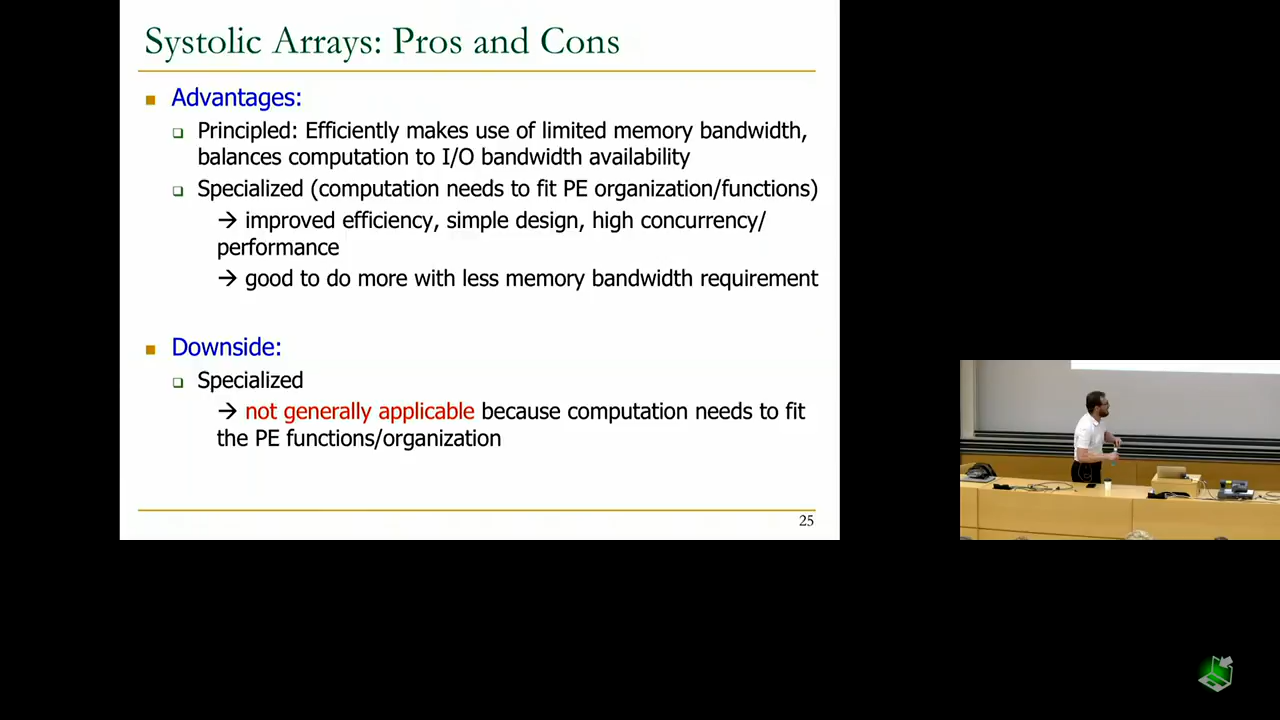 Systolic Arrays: Pros and Cons
Advantages:
Principled: Efficiently makes use of limited memory bandwidth,
balances computation to I/O bandwidth availability
Specialized (computation needs to fit PE organization/functions)
→ improved efficiency, simple design, high concurrency/
performance
→ good to do more with less memory bandwidth requirement
Downside:
Specialized
→ not generally applicable because computation needs to fit
the PE functions/organization
25